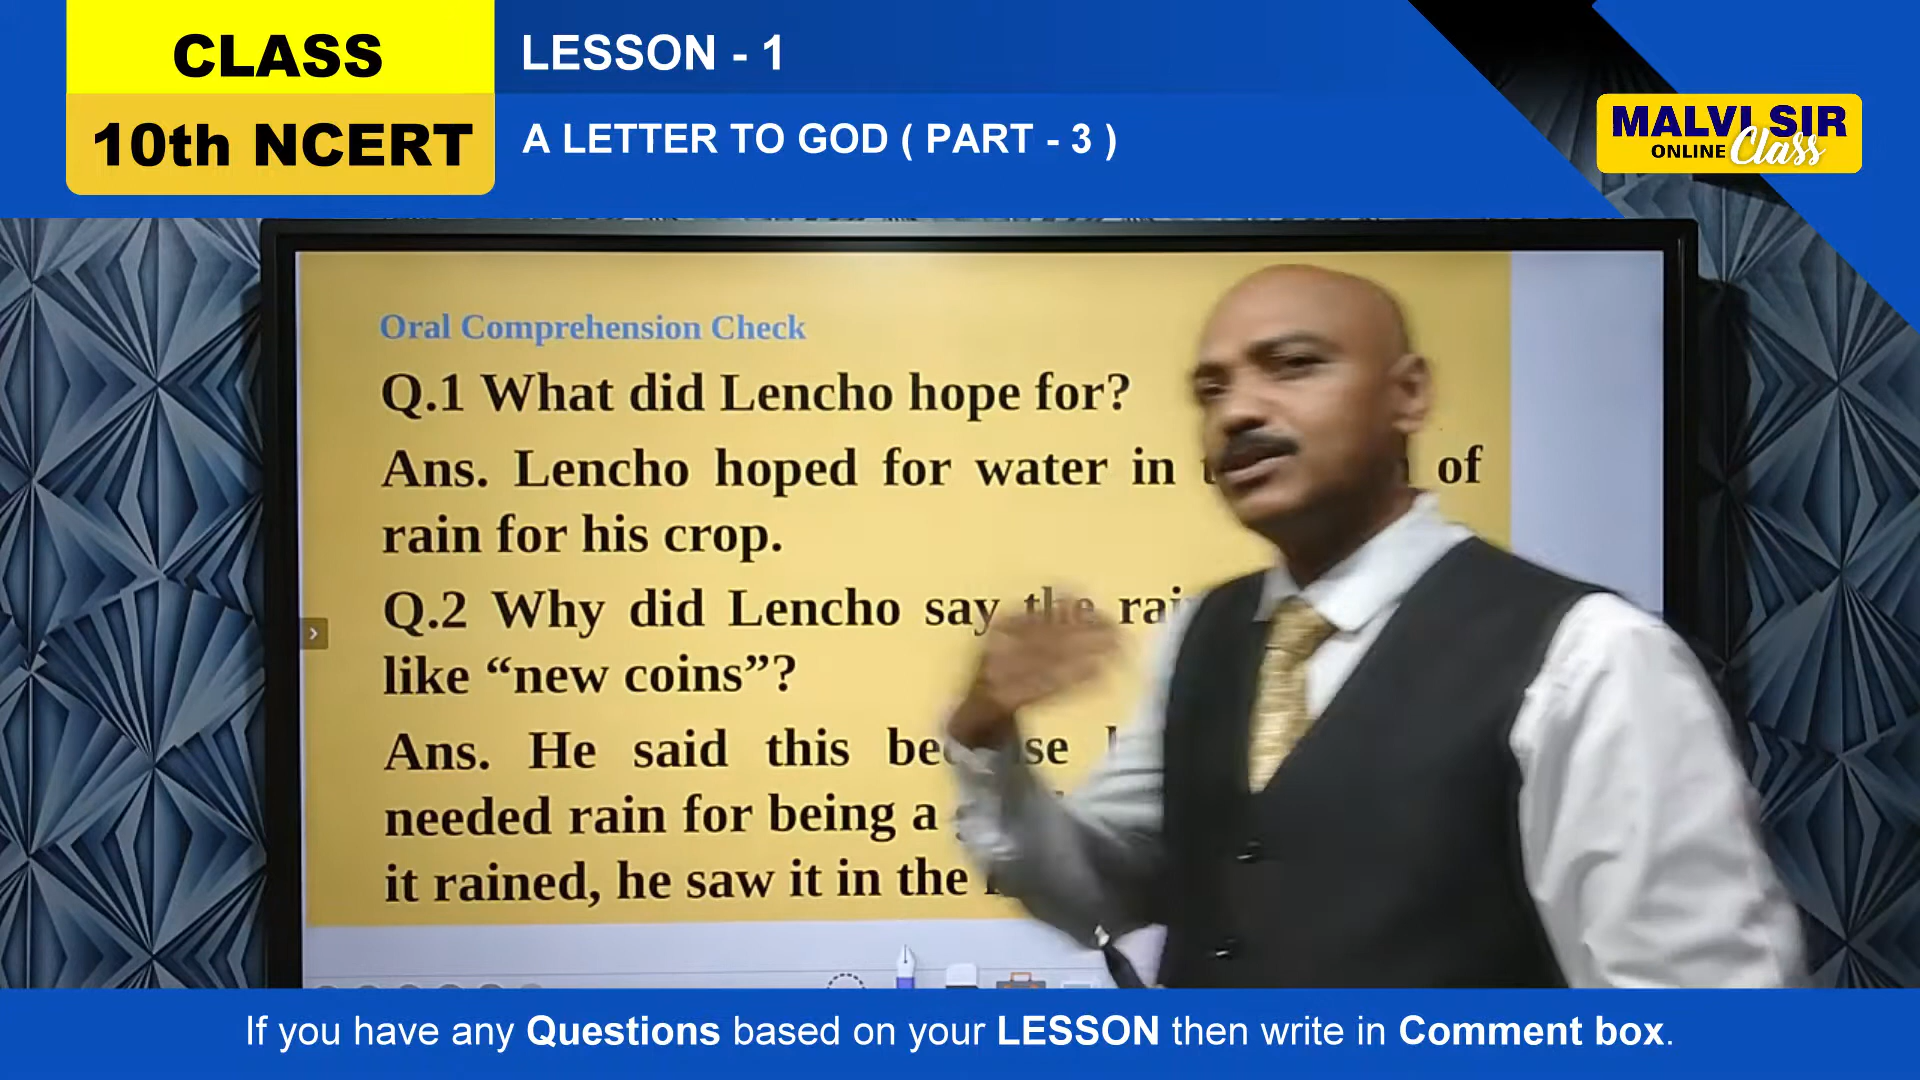 CLASS
10th NCERT
LESSON - 1
A LETTER TO GOD ( PART - 3 )
MALVI SIR
ONLINE Class
Oral Comprehension Check
Q.1 What did Lencho hope for?
Ans. Lencho hoped for water in of
rain for his crop.
Q.2 Why did Lencho say the
like “new coins”?
Ans. He said this
needed rain for being a
it rained, he saw it in the
If you have any Questions based on your LESSON then write in Comment box.